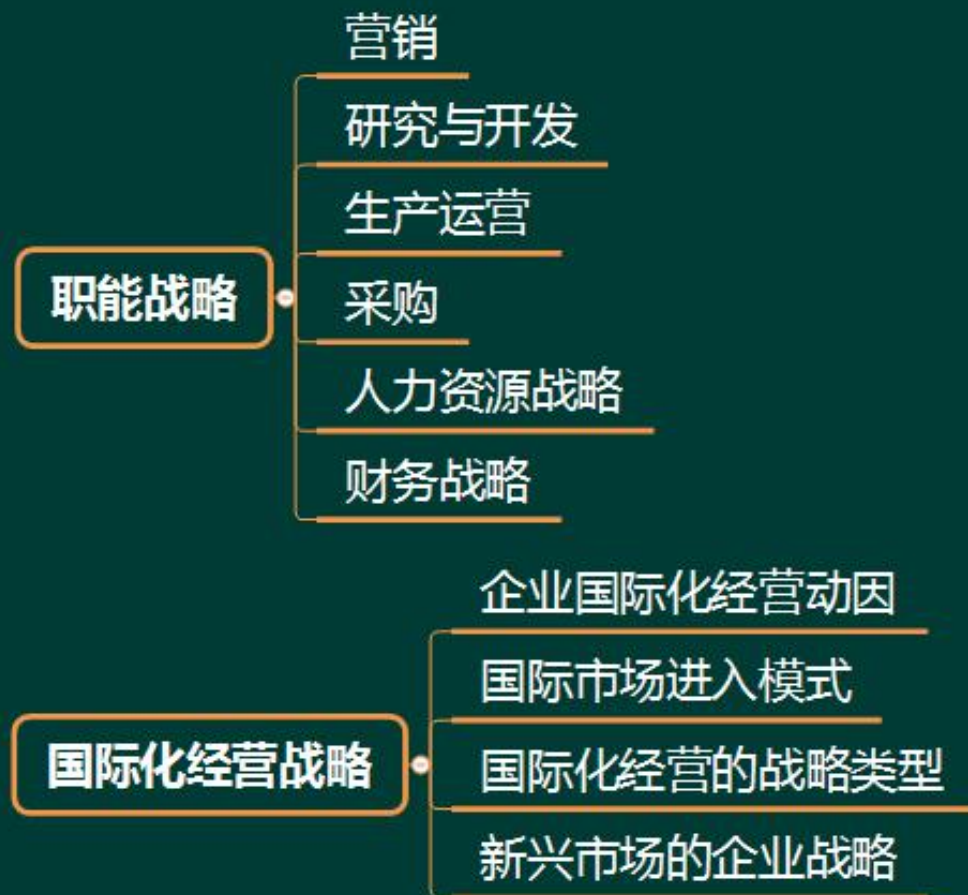 营销
研究与开发
生产运营
职能战略
采购
人力资源战略
财务战略
企业国际化经营动因
国际市场进入模式
国际化经营战略
国际化经营的战略类型
新兴市场的企业战略